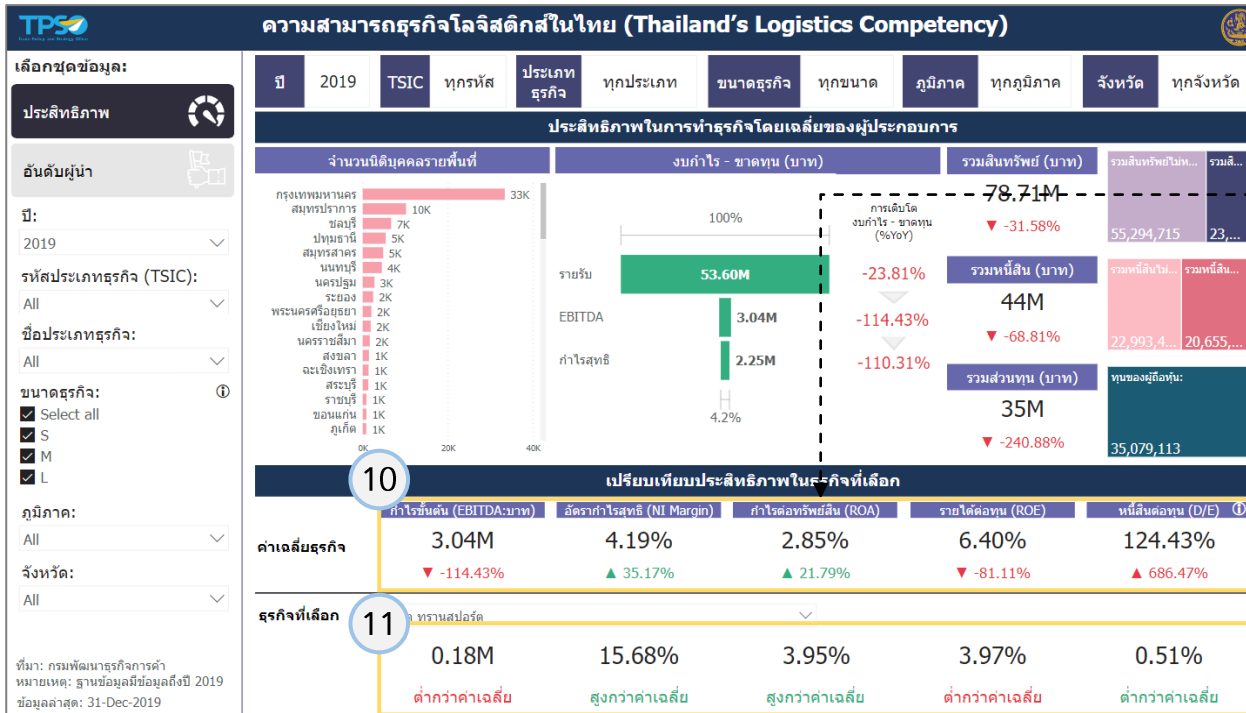 TPSO
ความสามารถธุรกิจโลจิสติกส์ในไทย (Thailand's Logistics Competency)
เลือกชุดข้อมูล:
ประสิทธิภาพ
อันดับผู้นำ
ปี:
2019
รหัสประเภทธุรกิจ (TSIC):
All
ชื่อประเภทธุรกิจ:
All
ขนาดธุรกิจ:
Select all
S
M
L
ภูมิภาค:
All
จังหวัด:
All
ที่มา: กรมพัฒนาธุรกิจการค้า
หมายเหตุ: ฐานข้อมูลมีข้อมูลถึงปี 2019
ข้อมูลล่าสุด: 31-Dec-2019
ปี 2019 TSIC ทุกรหัส ประเภทธุรกิจ ทุกประเภท ขนาดธุรกิจ ทุกขนาด ภูมิภาค ทุกภูมิภาค จังหวัด ทุกจังหวัด
ประสิทธิภาพในการทำธุรกิจโดยเฉลี่ยของผู้ประกอบการ
จำนวนนิติบุคคลรายพื้นที่
กรุงเทพมหานคร 33K
สมุทรปราการ 10K
ชลบุรี 7K
ปทุมธานี 5K
สมุทรสาคร 5K
นนทบุรี 4K
นครปฐม 3K
ระยอง 2K
พระนครศรีอยุธยา 2K
เชียงใหม่ 2K
นครราชสีมา 2K
สงขลา 1K
ฉะเชิงเทรา 1K
สระบุรี 1K
ราชบุรี 1K
ขอนแก่น 1K
ภูเก็ต 1K
0K 20K 40K
งบกำไร - ขาดทุน (บาท)
100%
การเติบโต
งบกำไร - ขาดทุน
(%YoY)
รายรับ 53.60M -23.81%
EBITDA 3.04M -114.43%
กำไรสุทธิ 2.25M -110.31%
4.2%
รวมสินทรัพย์ (บาท)
78.71M
▼ -31.58%
รวมสินทรัพย์ไม่ห... รวมสิ...
55,294,715 23,...
รวมหนี้สิน (บาท)
44M
▼ -68.81%
รวมหนี้สินไม่... รวมหนี้สิน...
22,993,4... 20,655,...
รวมส่วนทุน (บาท)
35M
▼ -240.88%
ทุนของผู้ถือหุ้น:
35,079,113
เปรียบเทียบประสิทธิภาพในธุรกิจที่เลือก
10
กำไรขั้นต้น (EBITDA:บาท) อัตรากำไรสุทธิ (NI Margin) กำไรต่อทรัพย์สิน (ROA) รายได้ต่อทุน (ROE) หนี้สินต่อทุน (D/E)
ค่าเฉลี่ยธุรกิจ 3.04M 4.19% 2.85% 6.40% 124.43%
▼ -114.43% ▲ 35.17% ▲ 21.79% ▼ -81.11% ▲ 686.47%
ธุรกิจที่เลือก
11
ทรานสปอร์ต
0.18M 15.68% 3.95% 3.97% 0.51%
ต่ำกว่าค่าเฉลี่ย สูงกว่าค่าเฉลี่ย สูงกว่าค่าเฉลี่ย ต่ำกว่าค่าเฉลี่ย ต่ำกว่าค่าเฉลี่ย